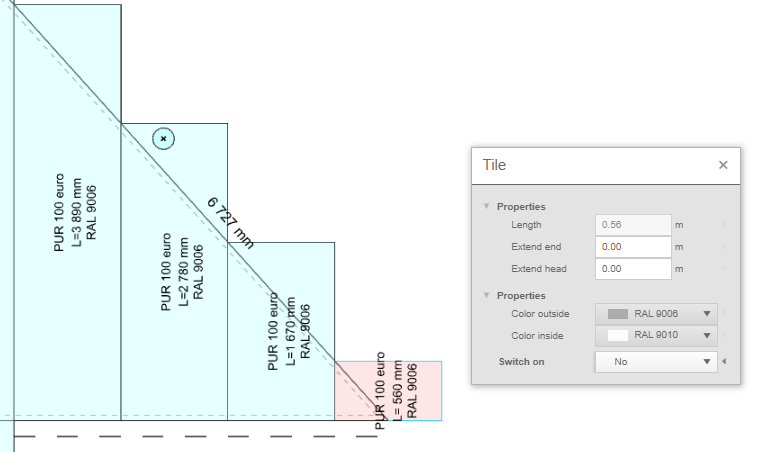 PUR 100 euro
L=3 890 mm
RAL 9006
PUR 100 euro
L=2 780 mm
RAL 9006
6 727 mm
PUR 100 euro
L=1 670 mm
RAL 9006
PUR 100 euro
L= 560 mm
RAL 9006
Tile
Properties
Length 0.56 m
Extend end 0.00 m
Extend head 0.00 m
Properties
Color outside RAL 9006
Color inside RAL 9010
Switch on No